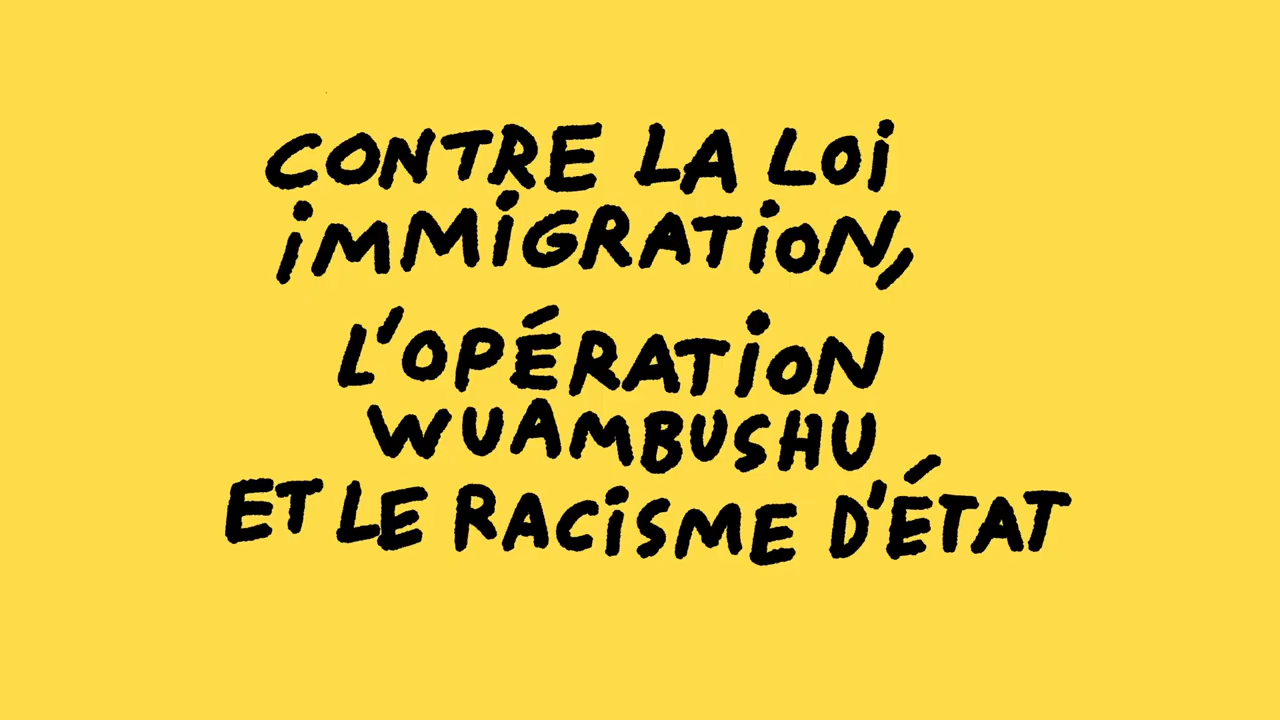 CONTRE LA LOI
IMMIGRATION,
L'OPÉRATION
WUAMBUSHU
ET LE RACISME D'ÉTAT